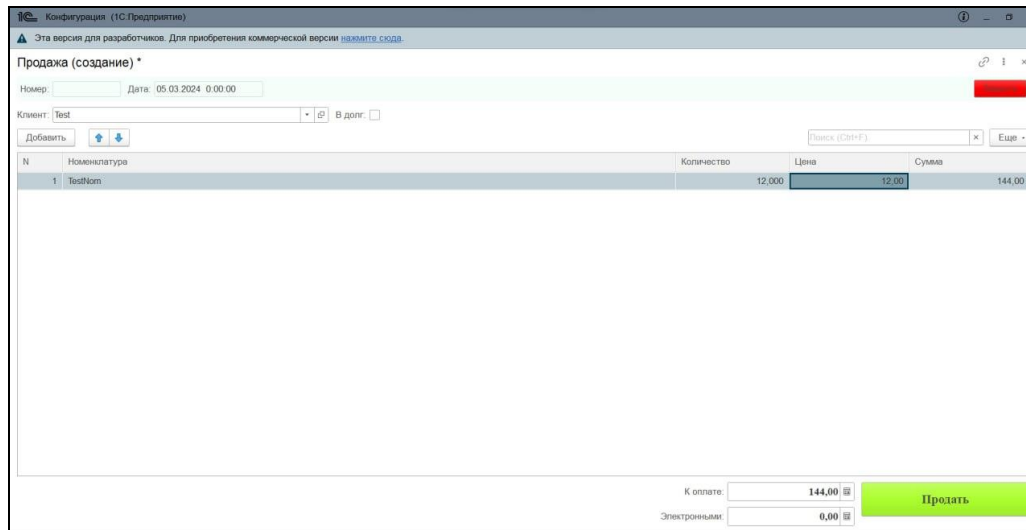 1С Конфигурация (1С:Предприятие)
Эта версия для разработчиков. Для приобретения коммерческой версии нажмите сюда.
Продажа (создание) *
Номер: Дата: 05.03.2024 0:00:00
Клиент: Test В долг:
Добавить Поиск (Ctrl+F) × Еще
N Номенклатура Количество Цена Сумма
1 TestNom 12,000 12,00 144,00
К оплате: 144,00
Продать
Электронными: 0,00